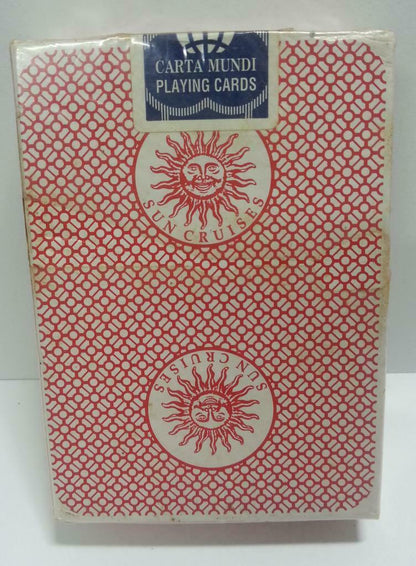 CARTA MUNDI
PLAYING CARDS
SUN CRUISES
SUN CRUISES